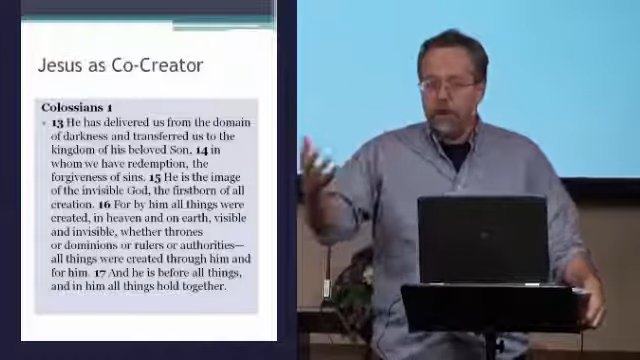 Jesus as Co-Creator
Colossians 1
13 He has delivered us from the domain
of darkness and transferred us to the
kingdom of his beloved Son, 14 in
whom we have redemption, the
forgiveness of sins. 15 He is the image
of the invisible God, the firstborn of all
creation. 16 For by him all things were
created, in heaven and on earth, visible
and invisible, whether thrones
or dominions or rulers or authorities—
all things were created through him and
for him. 17 And he is before all things,
and in him all things hold together.